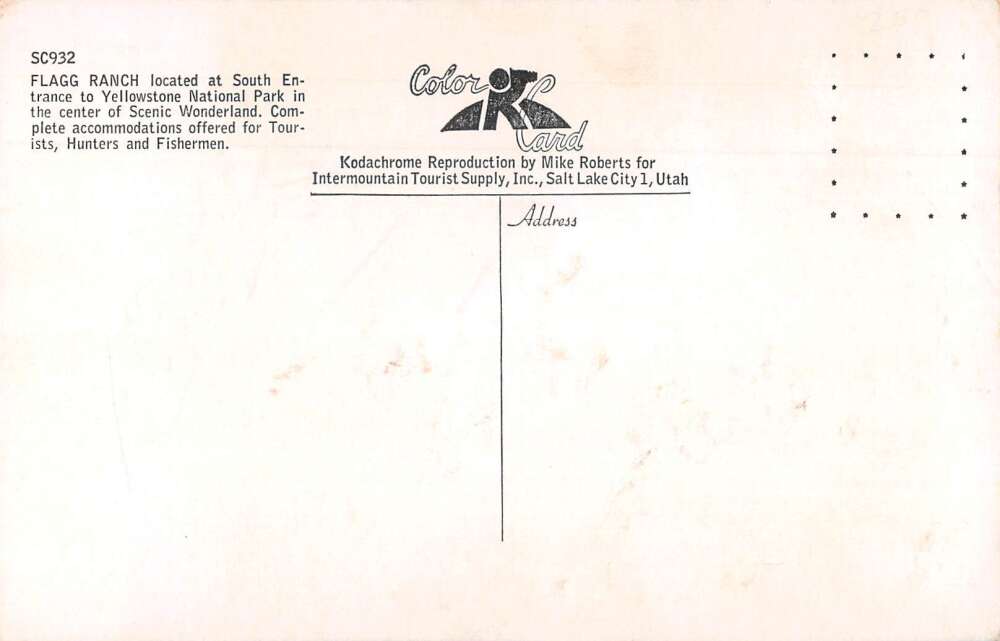 SC932
FLAGG RANCH located at South En-
trance to Yellowstone National Park in
the center of Scenic Wonderland. Com-
plete accommodations offered for Tour-
ists, Hunters and Fishermen.
Color
Card
Kodachrome Reproduction by Mike Roberts for
Intermountain Tourist Supply, Inc., Salt Lake City 1, Utah
Address